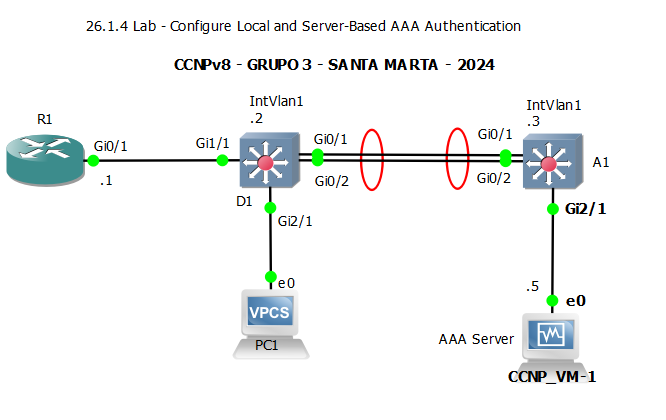 26.1.4 Lab - Configure Local and Server-Based AAA Authentication
CCNPv8 - GRUPO 3 - SANTA MARTA - 2024
R1
Gi0/1
.1
Gi1/1
IntVlan1
.2
Gi0/1
Gi0/2
D1
Gi2/1
IntVlan1
.3
Gi0/1
Gi0/2
A1
Gi2/1
e0
VPCS
PC1
.5
e0
AAA Server
CCNP_VM-1